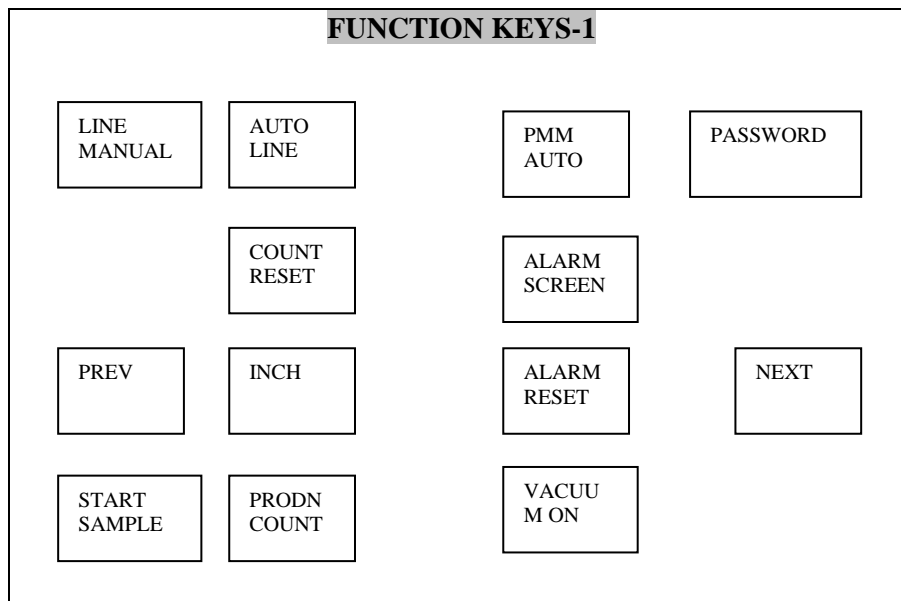 FUNCTION KEYS-1
LINE
MANUAL
AUTO
LINE
PMM
AUTO
PASSWORD
COUNT
RESET
ALARM
SCREEN
PREV
INCH
ALARM
RESET
NEXT
START
SAMPLE
PRODN
COUNT
VACUU
M ON